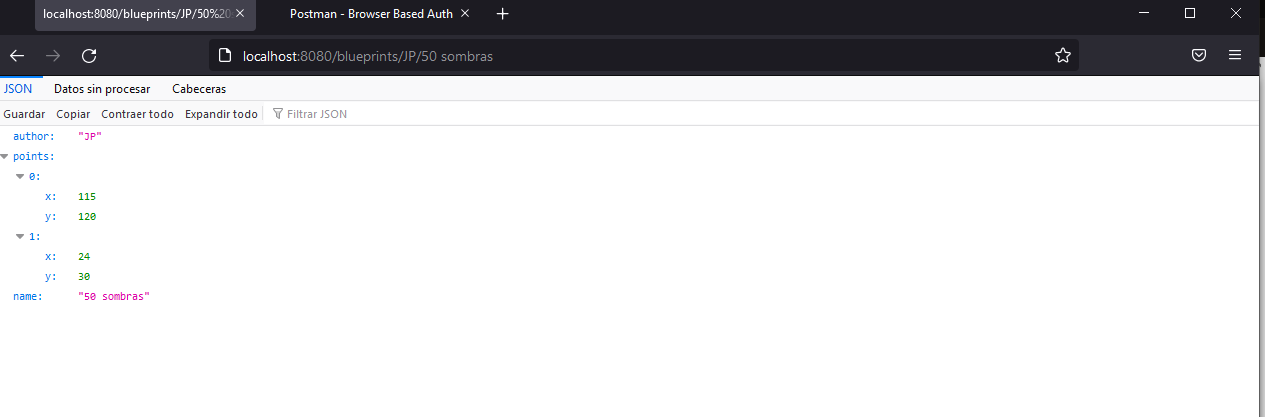 localhost:8080/blueprints/JP/50%20
Postman - Browser Based Auth
localhost:8080/blueprints/JP/50 sombras
JSON Datos sin procesar Cabeceras
Guardar Copiar Contraer todo Expandir todo Filtrar JSON
author: "JP"
points:
0:
x: 115
y: 120
1:
x: 24
y: 30
name: "50 sombras"